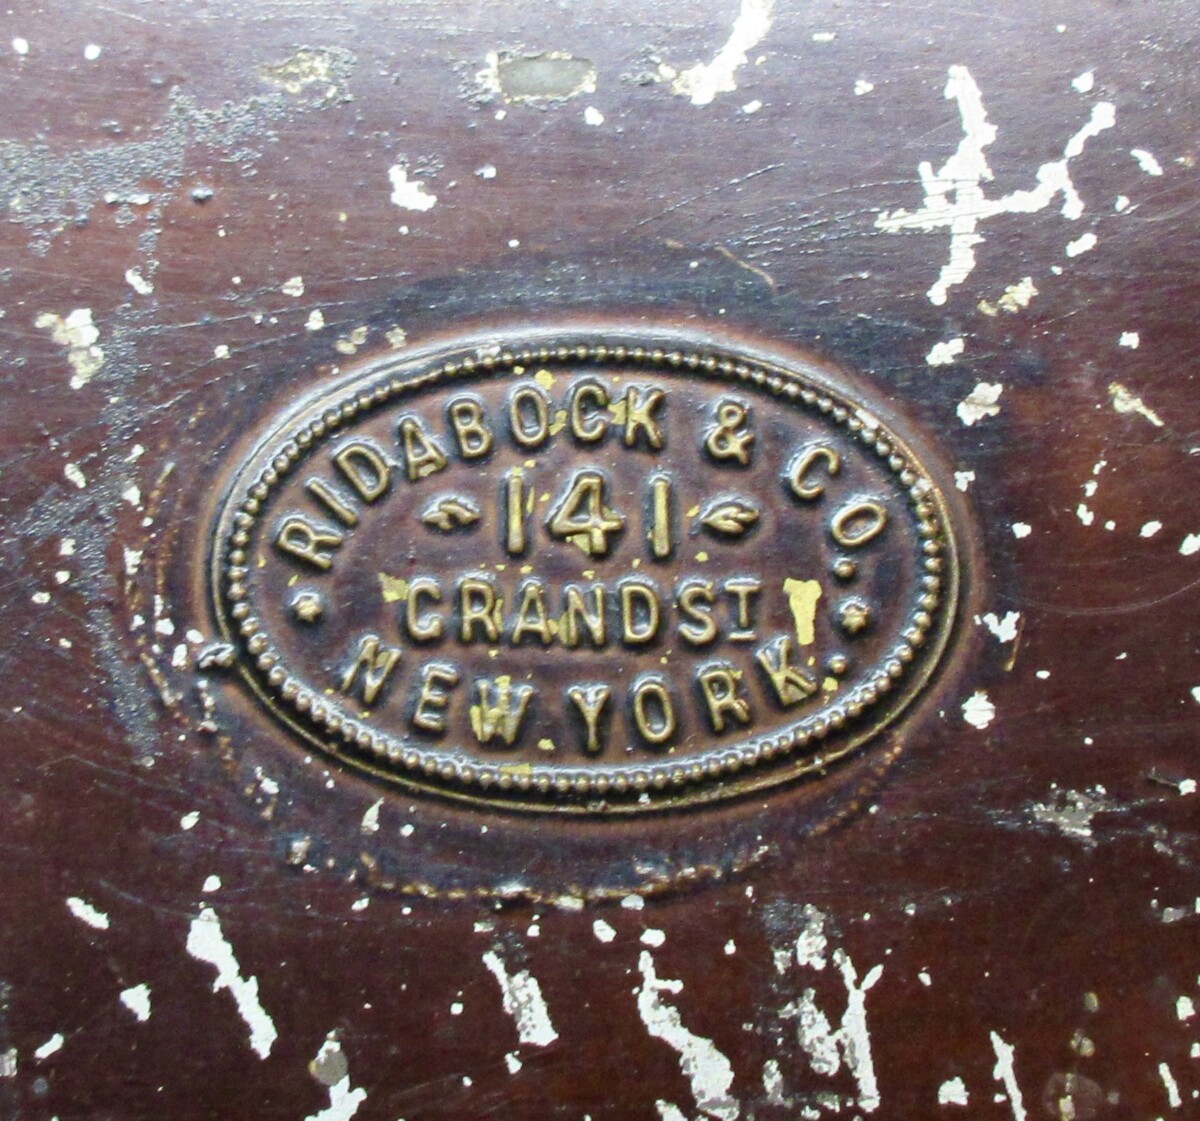 RIDABOCK & CO.
141
GRAND ST
NEW YORK.